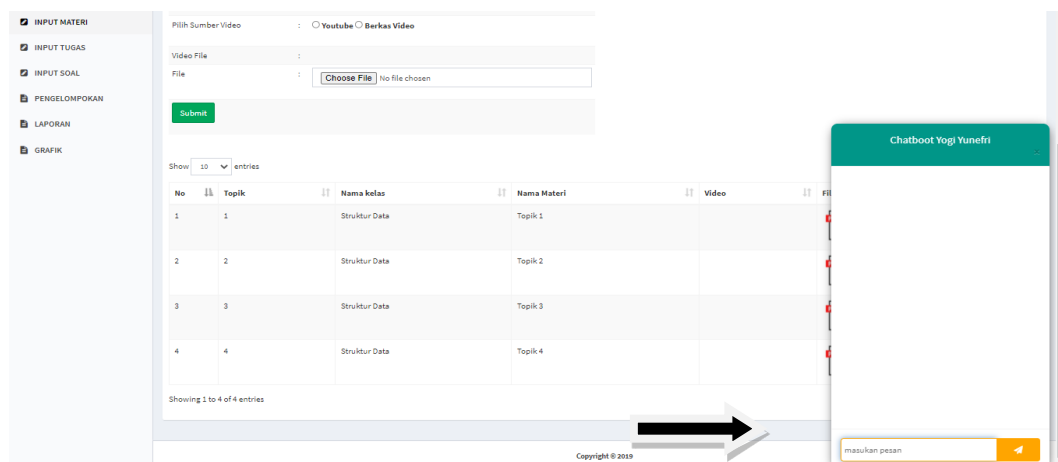 INPUT MATERI
INPUT TUGAS
INPUT SOAL
PENGELOMPOKAN
LAPORAN
GRAFIK
Pilih Sumber Video : Youtube Berkas Video
Video File :
File : Choose File No file chosen
Submit
Show 10 entries
No Topik Nama kelas Nama Materi Video
1 1 Struktur Data Topik 1
2 2 Struktur Data Topik 2
3 3 Struktur Data Topik 3
4 4 Struktur Data Topik 4
Showing 1 to 4 of 4 entries
Copyright © 2019
Chatboot Yogi Yunefri
masukan pesan